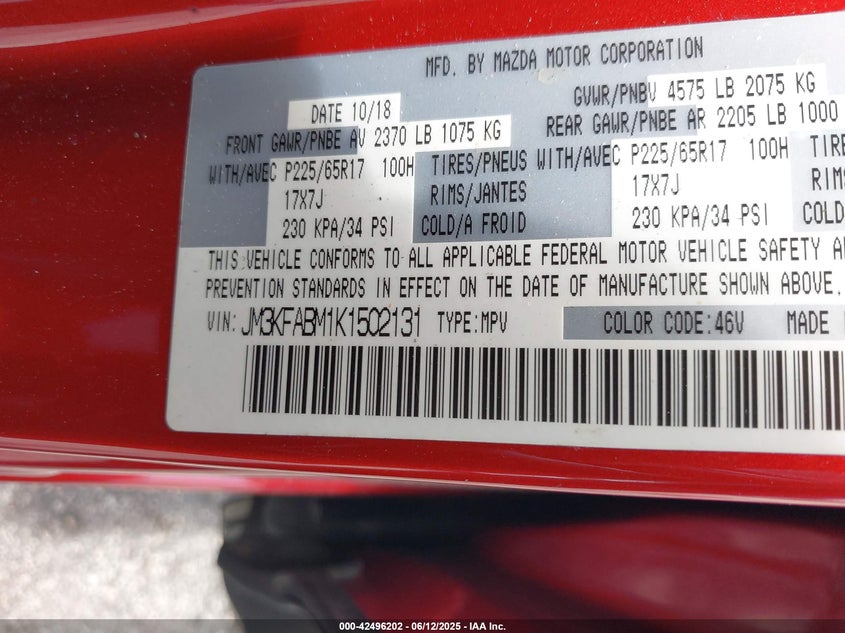 MFD. BY MAZDA MOTOR CORPORATION
DATE 10/18
GVWR/PNBV 4575 LB 2075 KG
FRONT GAWR/PNBE AV 2370 LB 1075 KG
REAR GAWR/PNBE AR 2205 LB 1000
WITH/AVEC P225/65R17 100H TIRES/PNEUS WITH/AVEC P225/65R17 100H TIRE
17X7J RIMS/JANTES 17X7J RIMS
230 KPA/34 PSI COLD/A FROID 230 KPA/34 PSI COLD
THIS VEHICLE CONFORMS TO ALL APPLICABLE FEDERAL MOTOR VEHICLE SAFETY A
PREVENTION STANDARDS IN EFFECT ON THE DATE OF MANUFACTURE SHOWN ABOVE.
VIN: JM3KFABM1K1502131 TYPE:MPV COLOR CODE:46V MADE
000-42496202 - 06/12/2025 - IAA Inc.